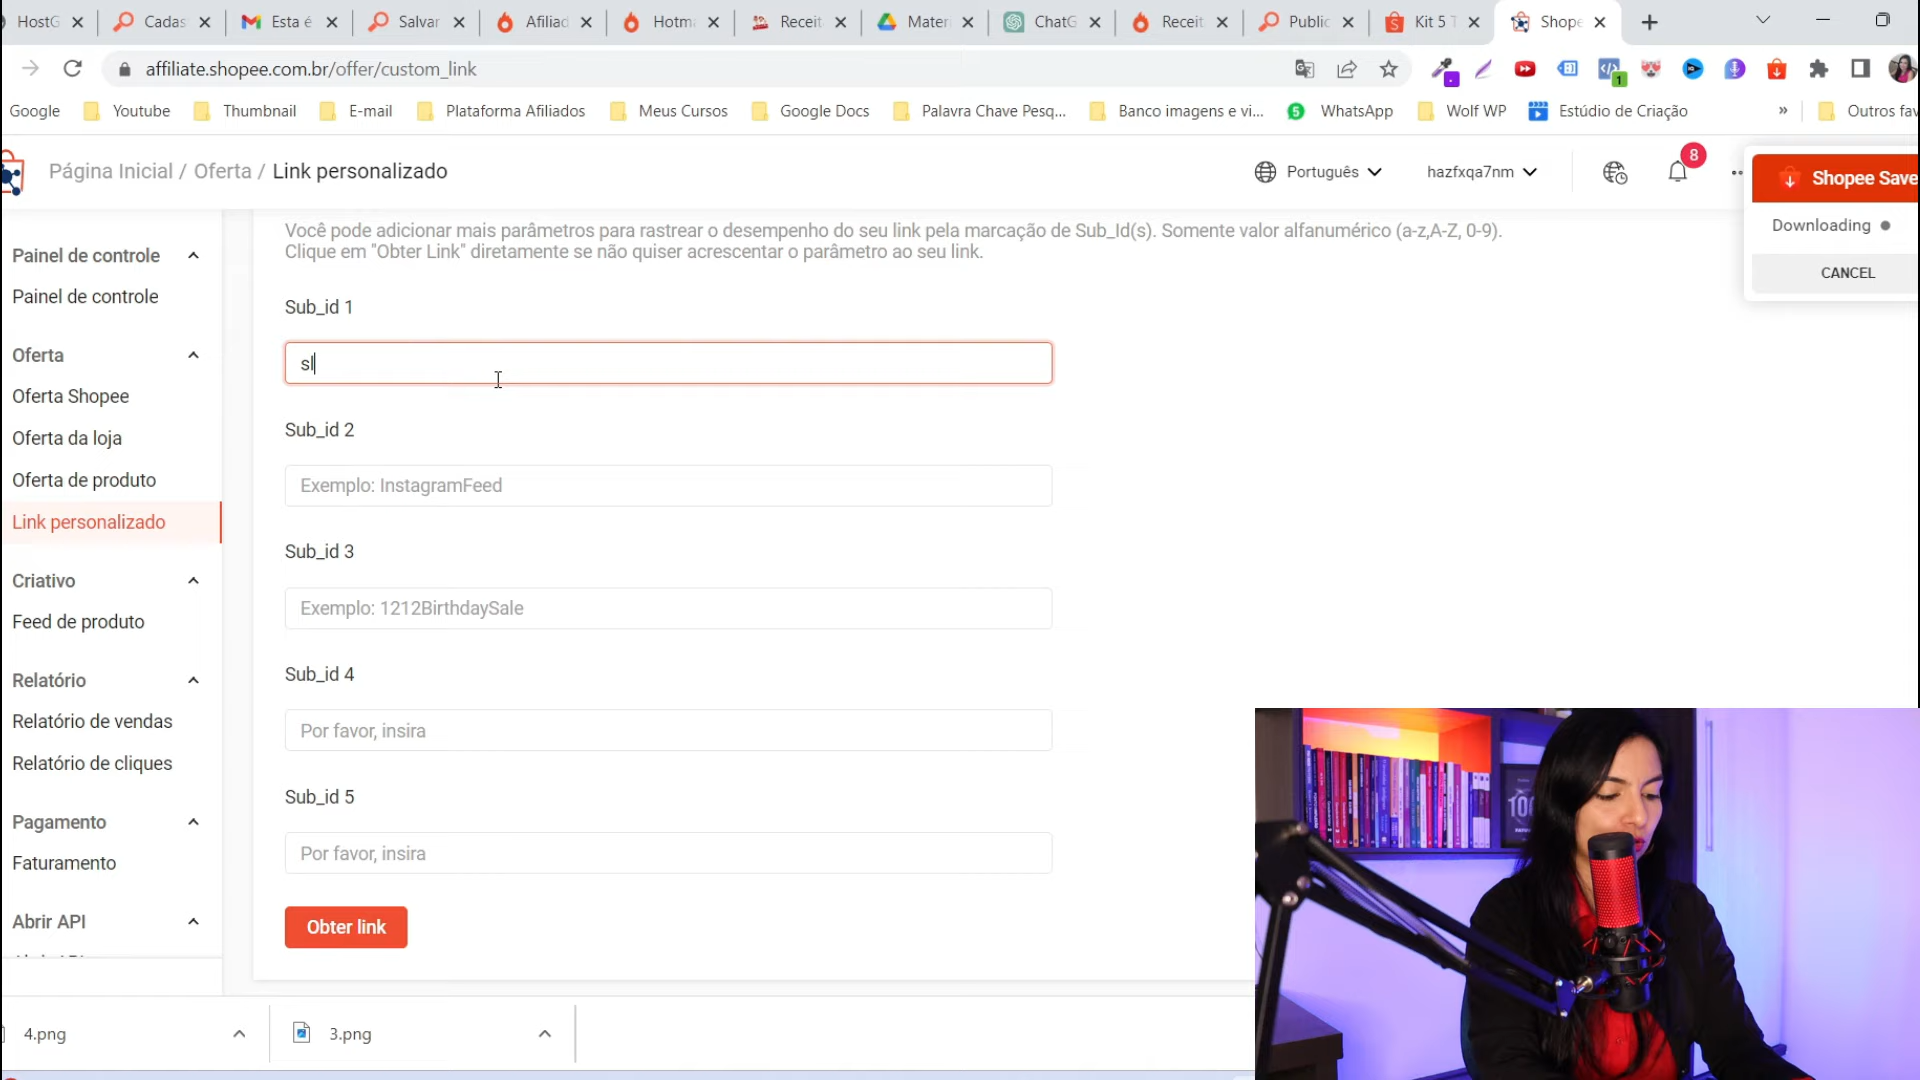 HostG
Cadas
Esta é
Salvar
Afiliad
Hotma
Receit
Mater
ChatG
Receit
Public
Kit 5 T
Shope
affiliate.shopee.com.br/offer/custom_link
1
Google
Youtube
Thumbnail
E-mail
Plataforma Afiliados
Meus Cursos
Google Docs
Palavra Chave Pesq...
Banco imagens e vi...
5
WhatsApp
Wolf WP
Estúdio de Criação
»
Outros fav
Página Inicial / Oferta / Link personalizado
Português
hazfxqa7nm
8
Shopee Save
Downloading
CANCEL
Painel de controle
Painel de controle
Oferta
Oferta Shopee
Oferta da loja
Oferta de produto
Link personalizado
Criativo
Feed de produto
Relatório
Relatório de vendas
Relatório de cliques
Pagamento
Faturamento
Abrir API
Você pode adicionar mais parâmetros para rastrear o desempenho do seu link pela marcação de Sub_Id(s). Somente valor alfanumérico (a-z,A-Z, 0-9).
Clique em "Obter Link" diretamente se não quiser acrescentar o parâmetro ao seu link.
Sub_id 1
sl
Sub_id 2
Exemplo: InstagramFeed
Sub_id 3
Exemplo: 1212BirthdaySale
Sub_id 4
Por favor, insira
Sub_id 5
Por favor, insira
Obter link
4.png
3.png